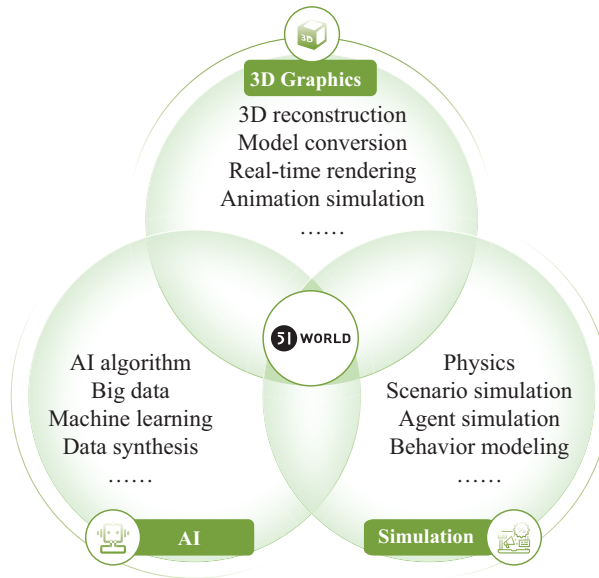 3D
3D Graphics
3D reconstruction
Model conversion
Real-time rendering
Animation simulation
……
51 WORLD
AI algorithm
Big data
Machine learning
Data synthesis
……
Physics
Scenario simulation
Agent simulation
Behavior modeling
……
AI
Simulation